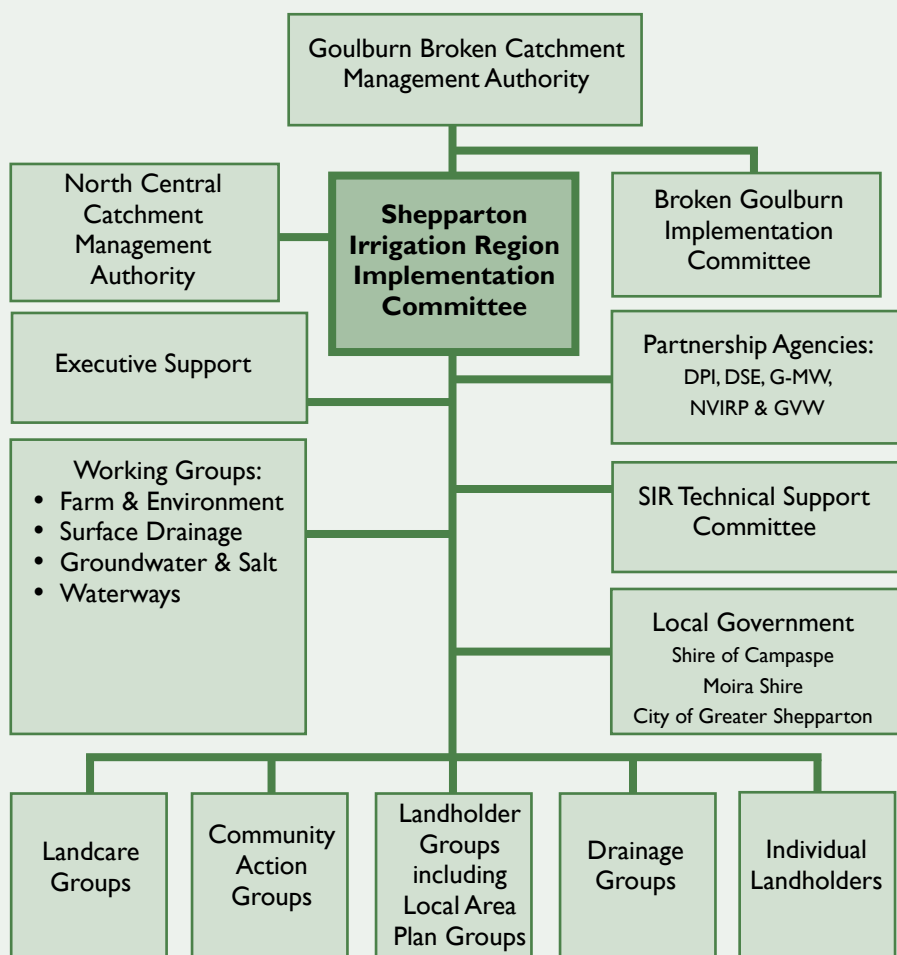 Goulburn Broken Catchment
Management Authority
North Central
Catchment
Management
Authority
Shepparton
Irrigation Region
Implementation
Committee
Broken Goulburn
Implementation
Committee
Executive Support
Partnership Agencies:
DPI, DSE, G-MW,
NVIRP & GVW
Working Groups:
• Farm & Environment
• Surface Drainage
• Groundwater & Salt
• Waterways
SIR Technical Support
Committee
Local Government
Shire of Campaspe
Moira Shire
City of Greater Shepparton
Landcare
Groups
Community
Action
Groups
Landholder
Groups
including
Local Area
Plan Groups
Drainage
Groups
Individual
Landholders